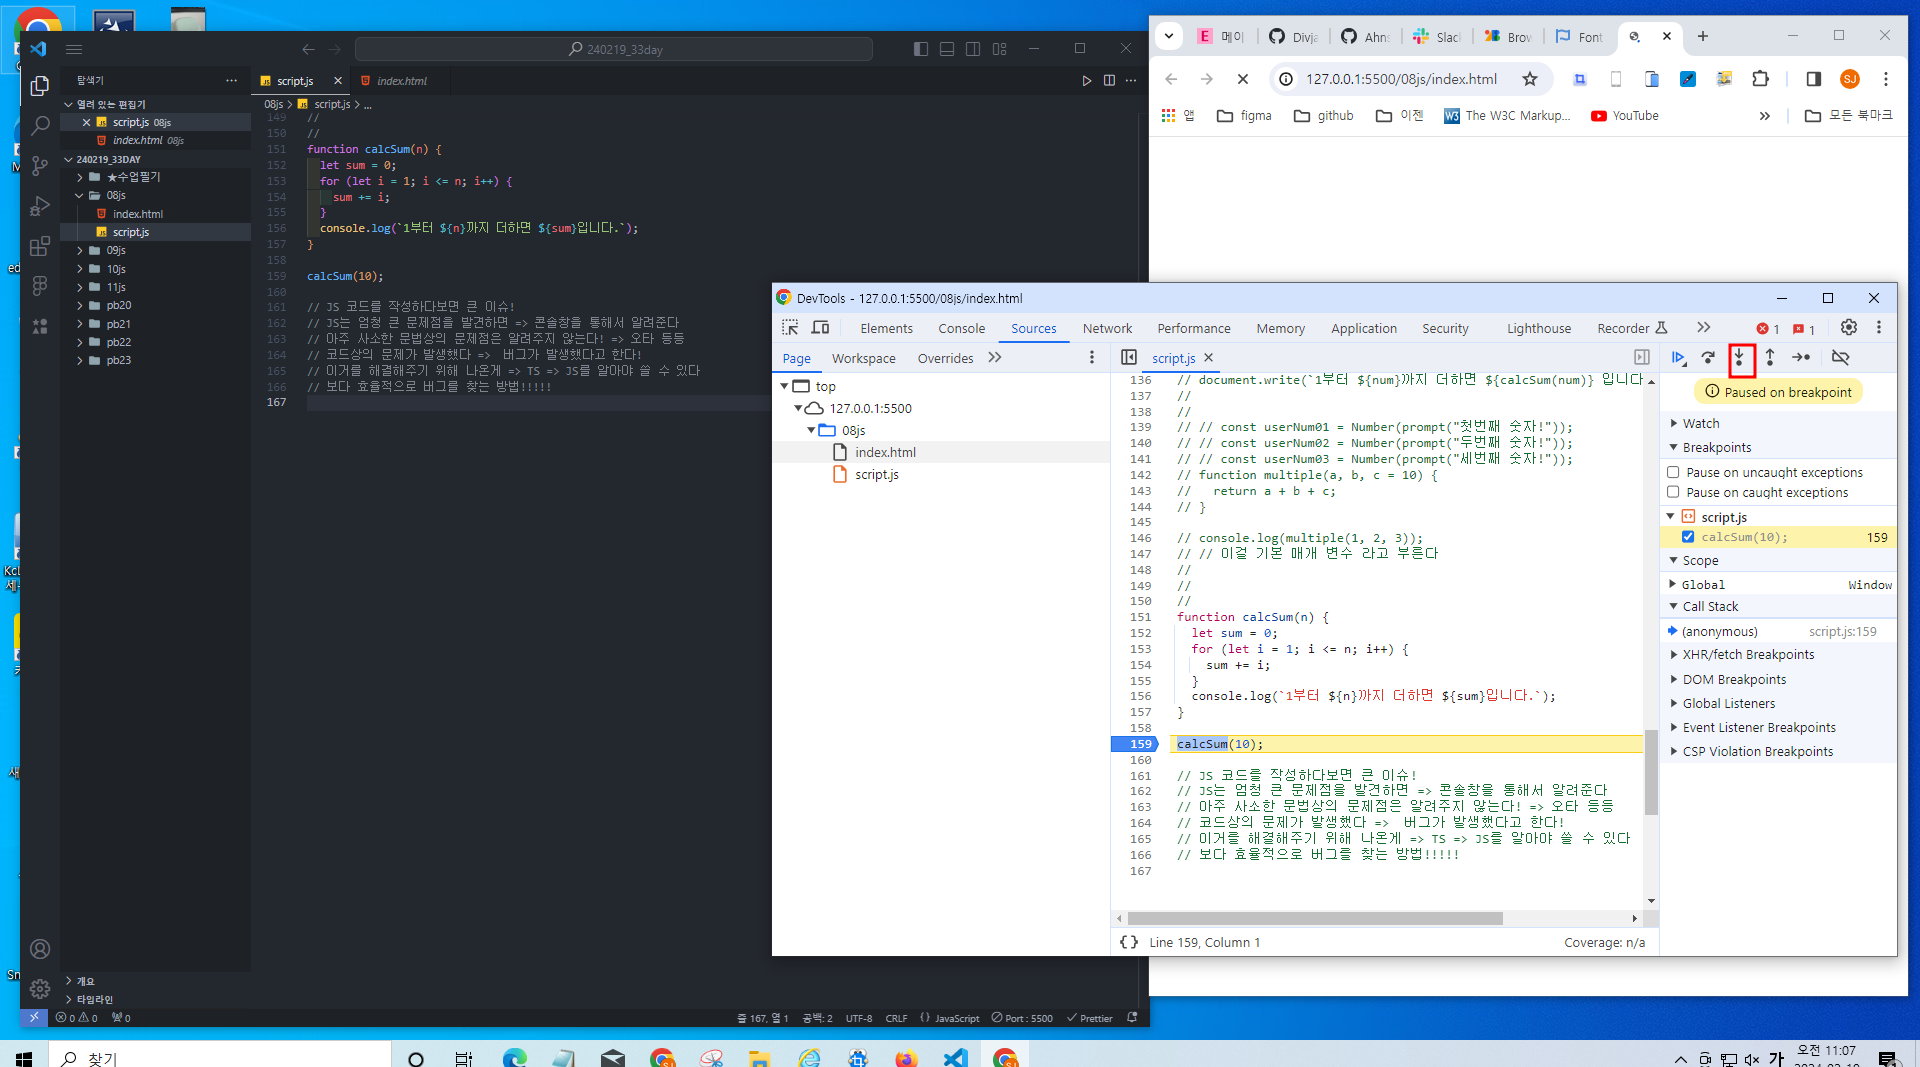 240219_33day
탐색기
열려 있는 편집기
script.js 08js
index.html 08js
240219_33DAY
★수업필기
08js
index.html
script.js
09js
10js
11js
pb20
pb21
pb22
pb23
개요
타임라인
script.js
index.html
08js > script.js > ...
149 //
150 //
151 function calcSum(n) {
152 let sum = 0;
153 for (let i = 1; i <= n; i++) {
154 sum += i;
155 }
156 console.log(`1부터 ${n}까지 더하면 ${sum}입니다.`);
157 }
158
159 calcSum(10);
160
161 // JS 코드를 작성하다보면 큰 이슈!
162 // JS는 엄청 큰 문제점을 발견하면 => 콘솔창을 통해서 알려준다
163 // 아주 사소한 문법상의 문제점은 알려주지 않는다! => 오타 등등
164 // 코드상의 문제가 발생했다 =>  버그가 발생했다고 한다!
165 // 이거를 해결해주기 위해 나온게 => TS => JS를 알아야 쓸 수 있다
166 // 보다 효율적으로 버그를 찾는 방법!!!!!
167
0 0 0
줄 167, 열 1 공백: 2 UTF-8 CRLF {} JavaScript Port : 5500 Prettier
E 메이 Divja Ahns Slac Brow Font
127.0.0.1:5500/08js/index.html
SJ
앱 figma github 이젠 The W3C Markup... YouTube
모든 북마크
DevTools - 127.0.0.1:5500/08js/index.html
Elements Console Sources Network Performance Memory Application Security Lighthouse Recorder 1 1
Page Workspace Overrides
script.js
top
127.0.0.1:5500
08js
index.html
script.js
136 // document.write(`1부터 ${num}까지 더하면 ${calcSum(num)} 입니다
137 //
138 //
139 // // const userNum01 = Number(prompt("첫번째 숫자!"));
140 // // const userNum02 = Number(prompt("두번째 숫자!"));
141 // // const userNum03 = Number(prompt("세번째 숫자!"));
142 // function multiple(a, b, c = 10) {
143 //   return a + b + c;
144 // }
145
146 // console.log(multiple(1, 2, 3));
147 // // 이걸 기본 매개 변수 라고 부른다
148 //
149 //
150 //
151 function calcSum(n) {
152 let sum = 0;
153 for (let i = 1; i <= n; i++) {
154 sum += i;
155 }
156 console.log(`1부터 ${n}까지 더하면 ${sum}입니다.`);
157 }
158
159 calcSum(10);
160
161 // JS 코드를 작성하다보면 큰 이슈!
162 // JS는 엄청 큰 문제점을 발견하면 => 콘솔창을 통해서 알려준다
163 // 아주 사소한 문법상의 문제점은 알려주지 않는다! => 오타 등등
164 // 코드상의 문제가 발생했다 =>  버그가 발생했다고 한다!
165 // 이거를 해결해주기 위해 나온게 => TS => JS를 알아야 쓸 수 있다
166 // 보다 효율적으로 버그를 찾는 방법!!!!!
167
{} Line 159, Column 1 Coverage: n/a
Paused on breakpoint
Watch
Breakpoints
Pause on uncaught exceptions
Pause on caught exceptions
script.js
calcSum(10); 159
Scope
Global Window
Call Stack
(anonymous) script.js:159
XHR/fetch Breakpoints
DOM Breakpoints
Global Listeners
Event Listener Breakpoints
CSP Violation Breakpoints
찾기
가
오전 11:07